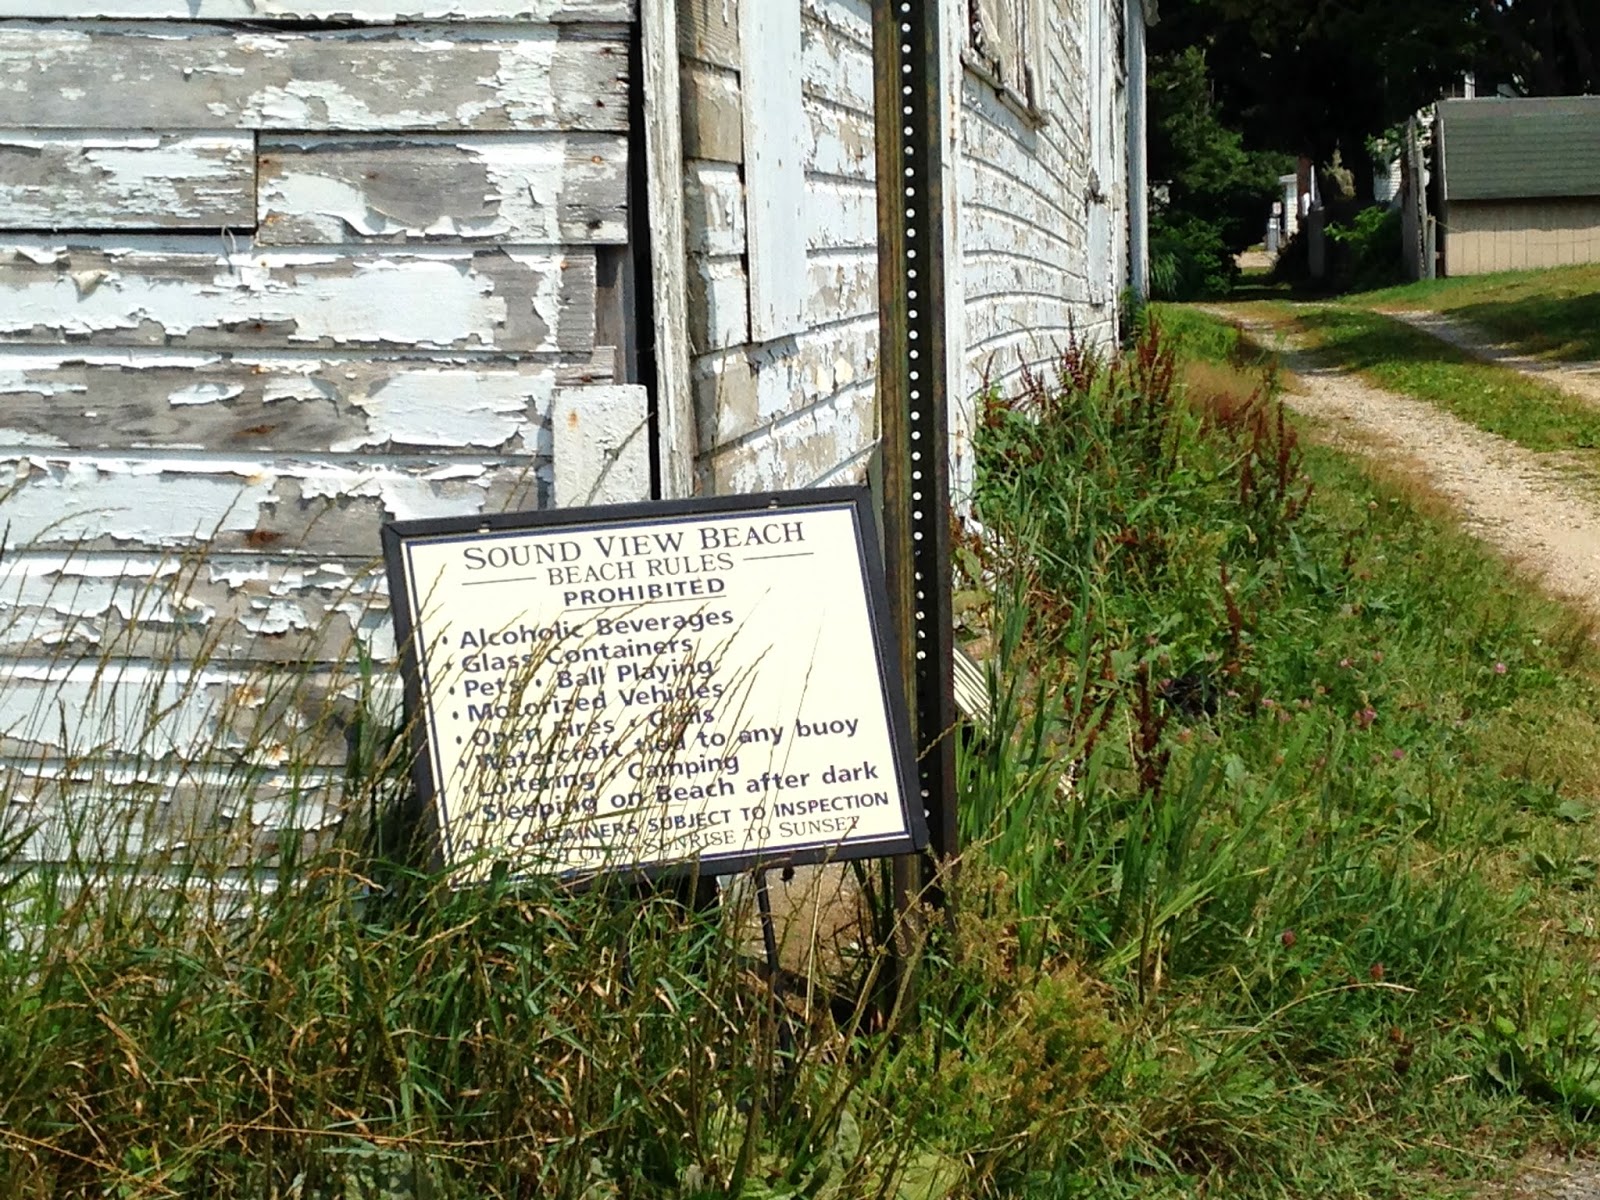 SOUND VIEW BEACH
BEACH RULES
PROHIBITED
• Alcoholic Beverages
• Glass Containers
• Pets • Ball Playing
• Motorized Vehicles
• Open Fires • Grills
• Watercraft tied to any buoy
• Loitering • Camping
• Sleeping on Beach after dark
ALL CONTAINERS SUBJECT TO INSPECTION
SUNRISE TO SUNSET